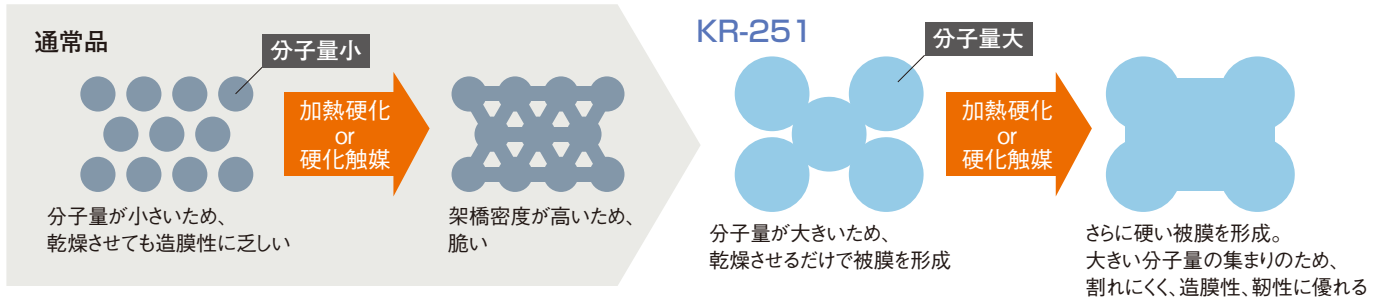 通常品
分子量小
加熱硬化
or
硬化触媒
分子量が小さいため、
乾燥させても造膜性に乏しい
架橋密度が高いため、
脆い
KR-251
分子量大
加熱硬化
or
硬化触媒
分子量が大きいため、
乾燥させるだけで被膜を形成
さらに硬い被膜を形成。
大きい分子量の集まりのため、
割れにくく、造膜性、靭性に優れる